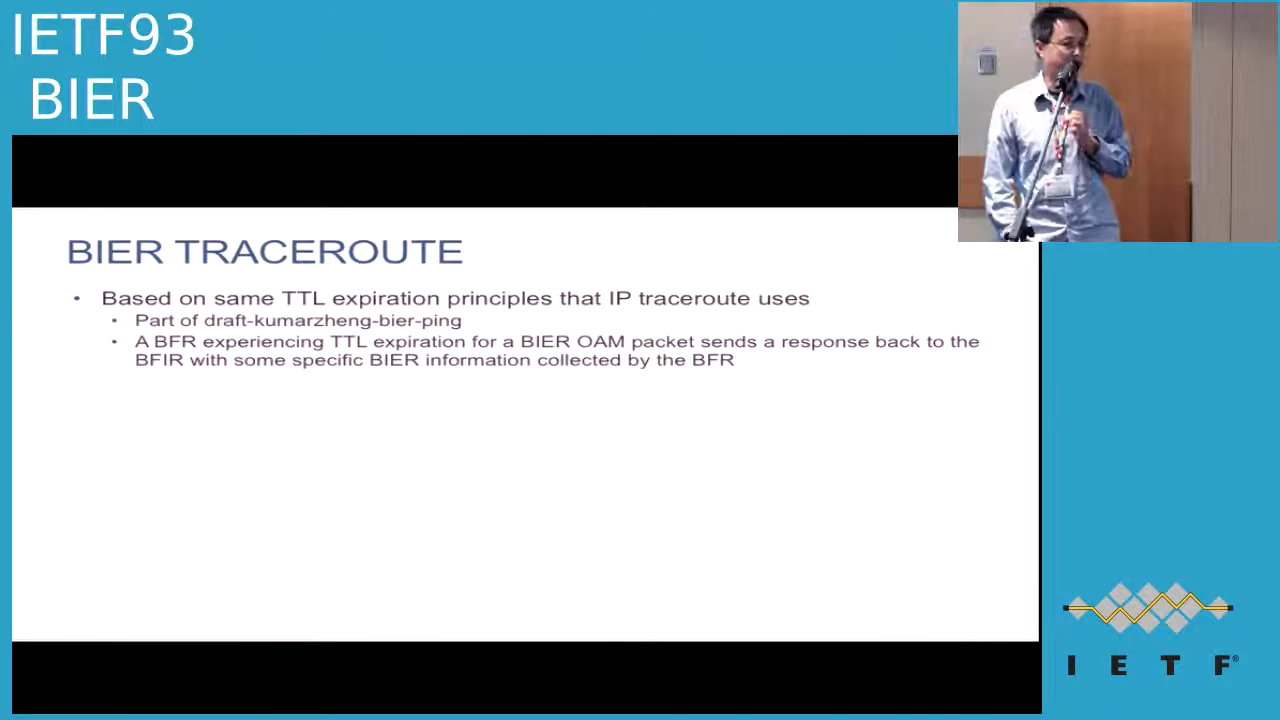 IETF93
BIER
BIER TRACEROUTE
• Based on same TTL expiration principles that IP traceroute uses
• Part of draft-kumarzheng-bier-ping
• A BFR experiencing TTL expiration for a BIER OAM packet sends a response back to the
BFIR with some specific BIER information collected by the BFR
I E T F®